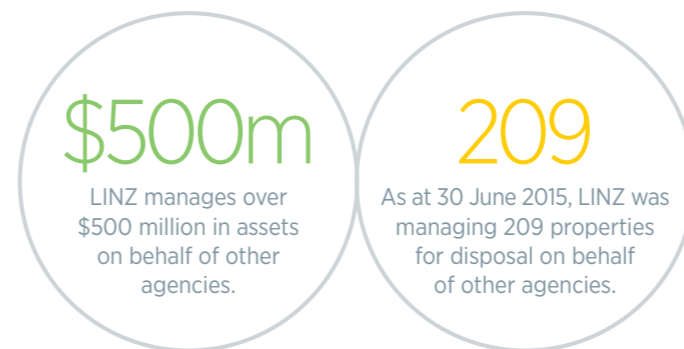 $500m
LINZ manages over
$500 million in assets
on behalf of other
agencies.
209
As at 30 June 2015, LINZ was
managing 209 properties
for disposal on behalf
of other agencies.